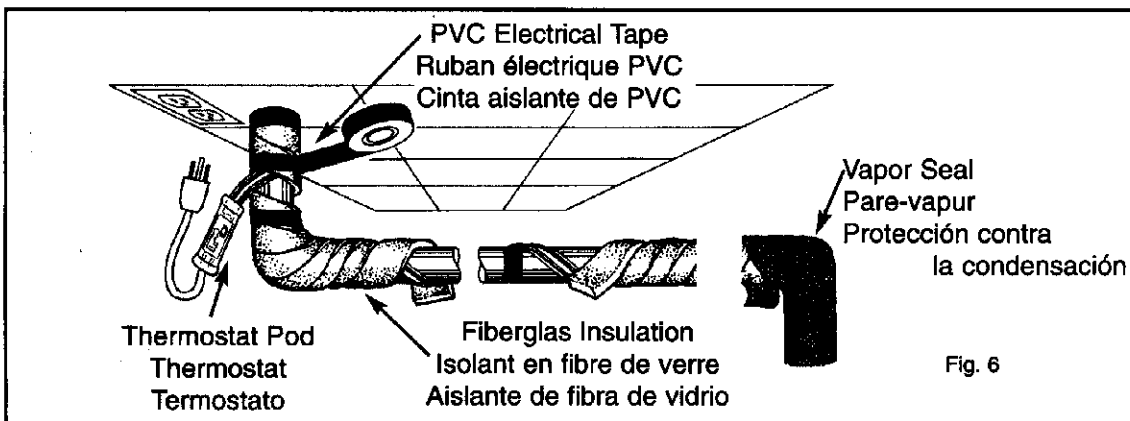 PVC Electrical Tape
Ruban électrique PVC
Cinta aislante de PVC
Vapor Seal
Pare-vapur
Protección contra
la condensación
Thermostat Pod
Thermostat
Termostato
Fiberglas Insulation
Isolant en fibre de verre
Aislante de fibra de vidrio
Fig. 6